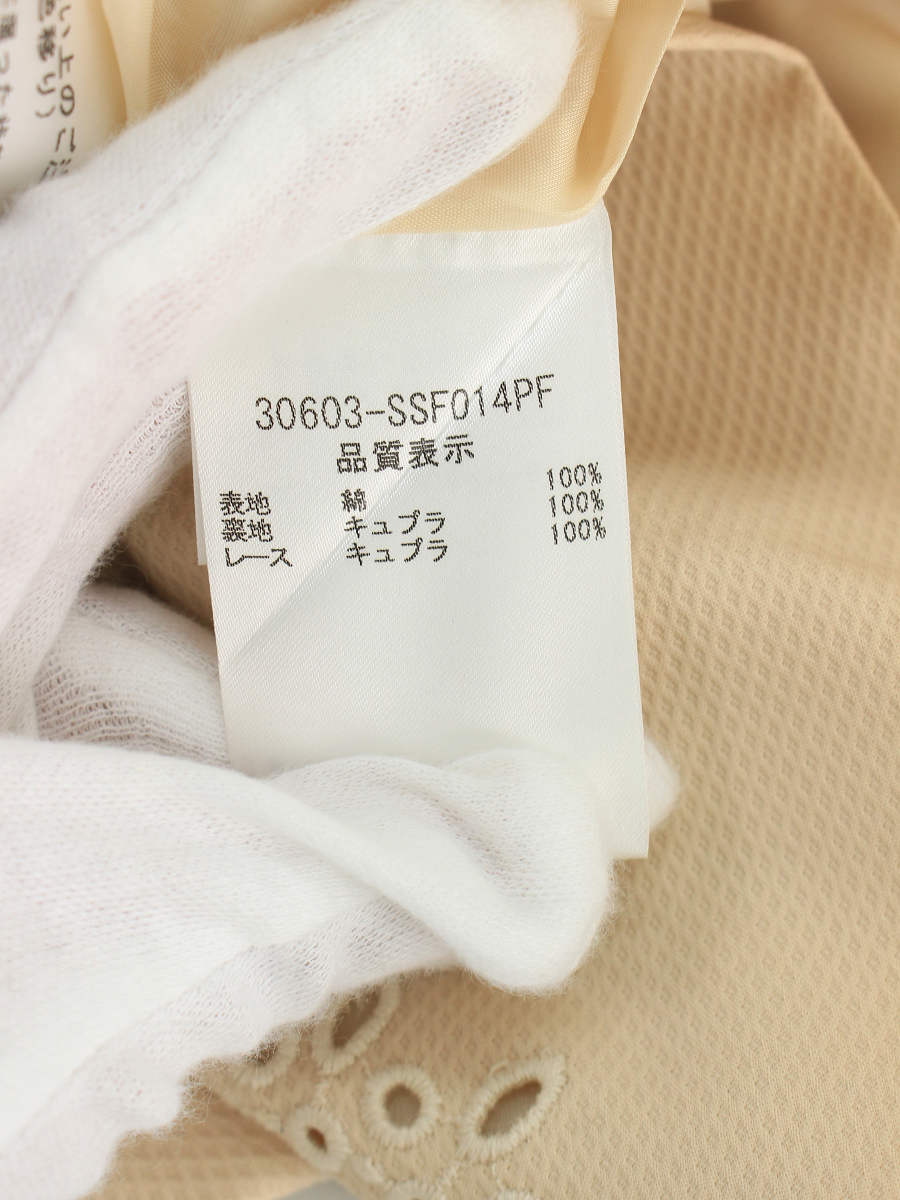 30603-SSF014PF
品質表示
表地 綿 100%
裏地 キュプラ 100%
レース キュプラ 100%